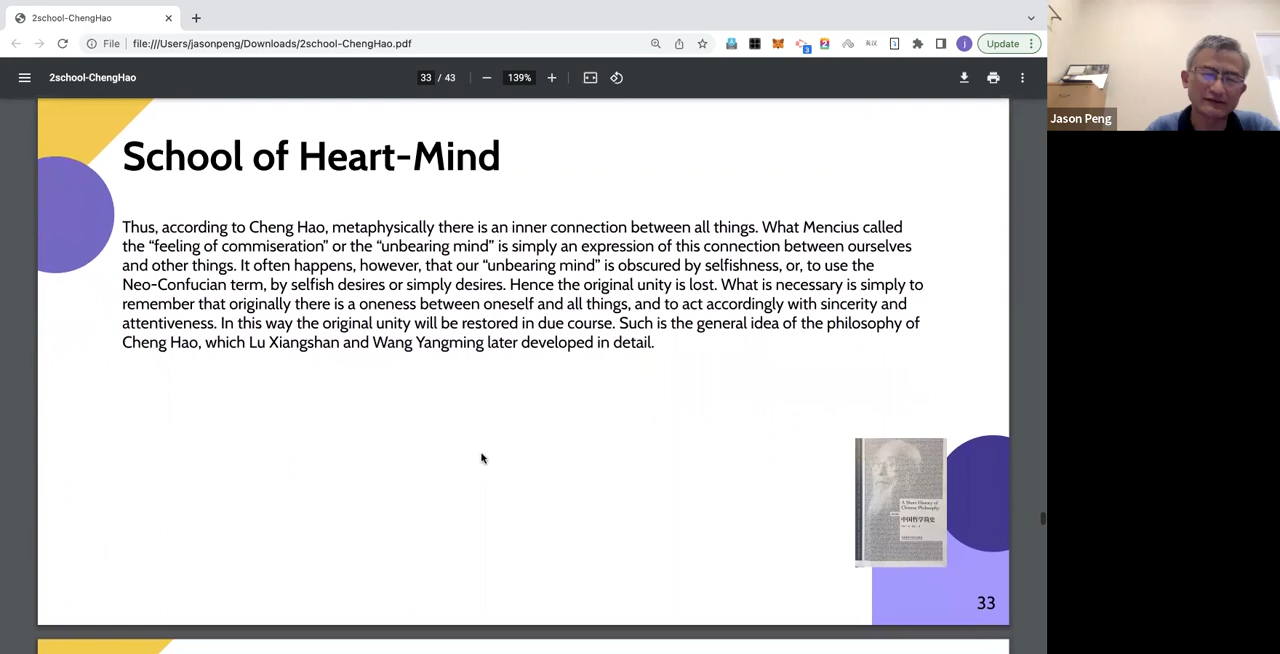 2school-ChengHao
File
file:///Users/jasonpeng/Downloads/2school-ChengHao.pdf
Update
2school-ChengHao
33 / 43
139%
Jason Peng
School of Heart-Mind
Thus, according to Cheng Hao, metaphysically there is an inner connection between all things. What Mencius called
the “feeling of commiseration” or the “unbearing mind” is simply an expression of this connection between ourselves
and other things. It often happens, however, that our “unbearing mind” is obscured by selfishness, or, to use the
Neo-Confucian term, by selfish desires or simply desires. Hence the original unity is lost. What is necessary is simply to
remember that originally there is a oneness between oneself and all things, and to act accordingly with sincerity and
attentiveness. In this way the original unity will be restored in due course. Such is the general idea of the philosophy of
Cheng Hao, which Lu Xiangshan and Wang Yangming later developed in detail.
A Short History of
Chinese Philosophy
中国哲学简史
33